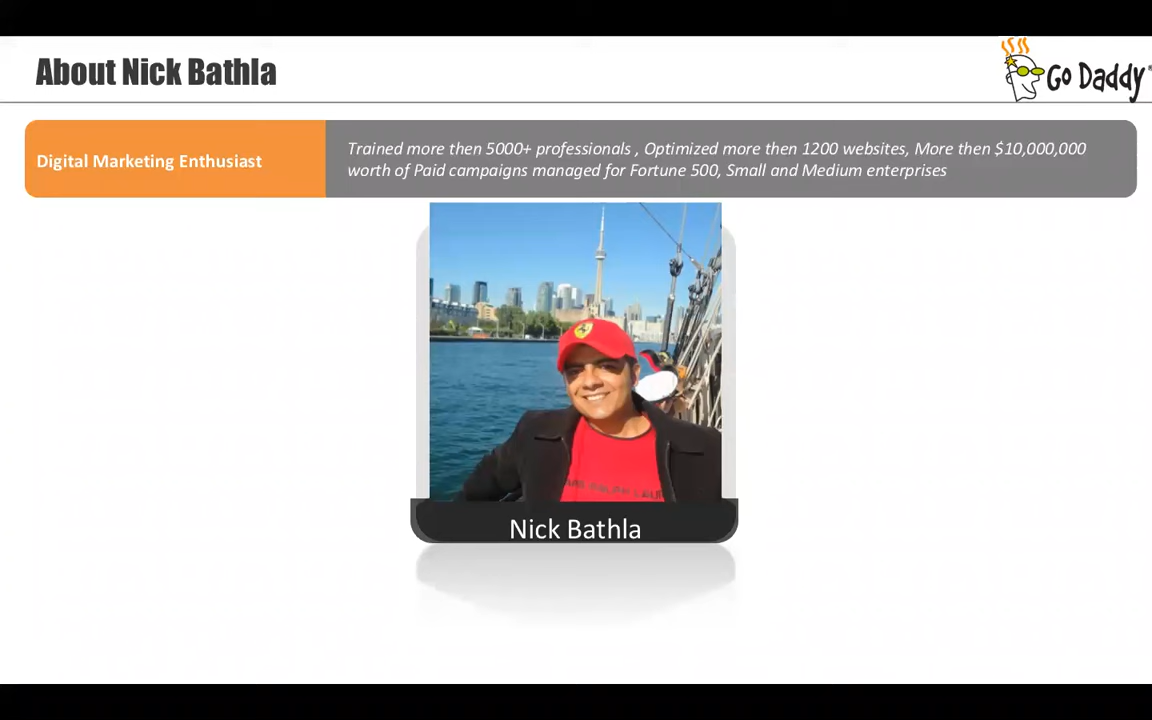 About Nick Bathla
Go Daddy
Digital Marketing Enthusiast
Trained more then 5000+ professionals , Optimized more then 1200 websites, More then $10,000,000
worth of Paid campaigns managed for Fortune 500, Small and Medium enterprises
Nick Bathla